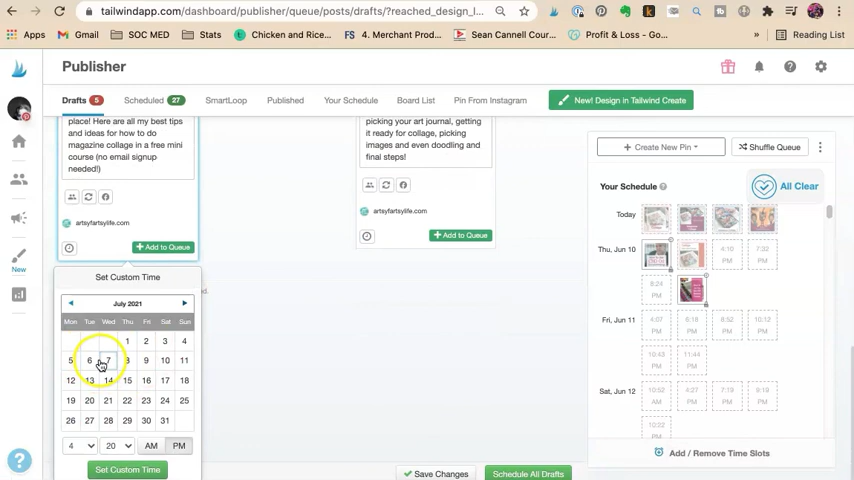 tailwindapp.com/dashboard/publisher/queue/posts/drafts/?reached_design_l...
Apps
Gmail
SOC MED
Stats
Chicken and Rice...
4. Merchant Prod...
Sean Cannell Cour...
Profit & Loss - Go...
»
Reading List
Publisher
Drafts 5
Scheduled 27
SmartLoop
Published
Your Schedule
Board List
Pin From Instagram
New! Design in Tailwind Create
place! Here are all my best tips
and ideas for how to do
magazine collage in a free mini
course (no email signup
needed!)
artsyfartsylife.com
+ Add to Queue
picking your art journal, getting
it ready for collage, picking
images and even doodling and
final steps!
artsyfartsylife.com
+ Add to Queue
Set Custom Time
July 2021
Mon Tue Wed Thu Fri Sat Sun
1 2 3 4
5 6 7 8 9 10 11
12 13 14 15 16 17 18
19 20 21 22 23 24 25
26 27 28 29 30 31
4 20 AM PM
Set Custom Time
Save Changes
Schedule All Drafts
+ Create New Pin
Shuffle Queue
Your Schedule
All Clear
Today
Thu, Jun 10
4:10 PM
7:32 PM
8:24 PM
Fri, Jun 11
4:07 PM
6:18 PM
8:52 PM
10:12 PM
10:43 PM
11:44 PM
Sat, Jun 12
10:52 AM
4:27 PM
7:19 PM
9:19 PM
10:22 PM
Add / Remove Time Slots
New